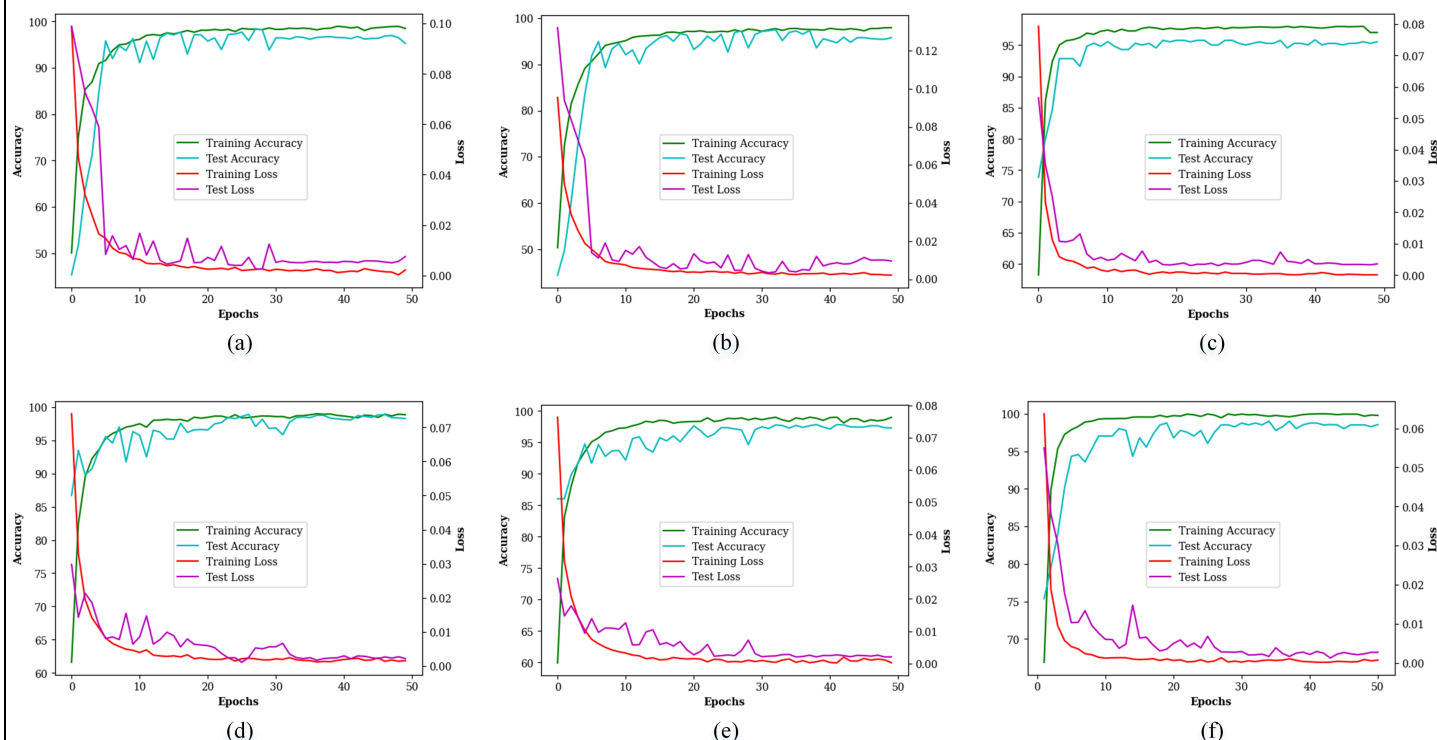 100
90
80
70
60
50
Accuracy
0.10
0.08
0.06
0.04
0.02
0.00
Loss
Training Accuracy
Test Accuracy
Training Loss
Test Loss
0 10 20 30 40 50
Epochs
(a)
100
90
80
70
60
50
Accuracy
0.12
0.10
0.08
0.06
0.04
0.02
0.00
Loss
Training Accuracy
Test Accuracy
Training Loss
Test Loss
0 10 20 30 40 50
Epochs
(b)
95
90
85
80
75
70
65
60
Accuracy
0.08
0.07
0.06
0.05
0.04
0.03
0.02
0.01
0.00
Loss
Training Accuracy
Test Accuracy
Training Loss
Test Loss
0 10 20 30 40 50
Epochs
(c)
100
95
90
85
80
75
70
65
60
Accuracy
0.07
0.06
0.05
0.04
0.03
0.02
0.01
0.00
Loss
Training Accuracy
Test Accuracy
Training Loss
Test Loss
0 10 20 30 40 50
Epochs
(d)
100
95
90
85
80
75
70
65
60
Accuracy
0.08
0.07
0.06
0.05
0.04
0.03
0.02
0.01
0.00
Loss
Training Accuracy
Test Accuracy
Training Loss
Test Loss
0 10 20 30 40 50
Epochs
(e)
100
95
90
85
80
75
70
Accuracy
0.06
0.05
0.04
0.03
0.02
0.01
0.00
Loss
Training Accuracy
Test Accuracy
Training Loss
Test Loss
0 10 20 30 40 50
Epochs
(f)